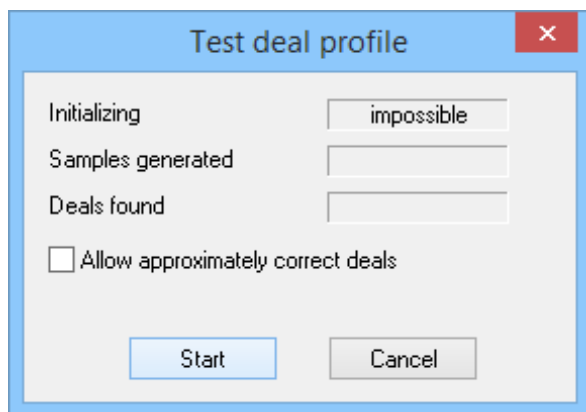 Test deal profile
Initializing impossible
Samples generated
Deals found
Allow approximately correct deals
Start Cancel